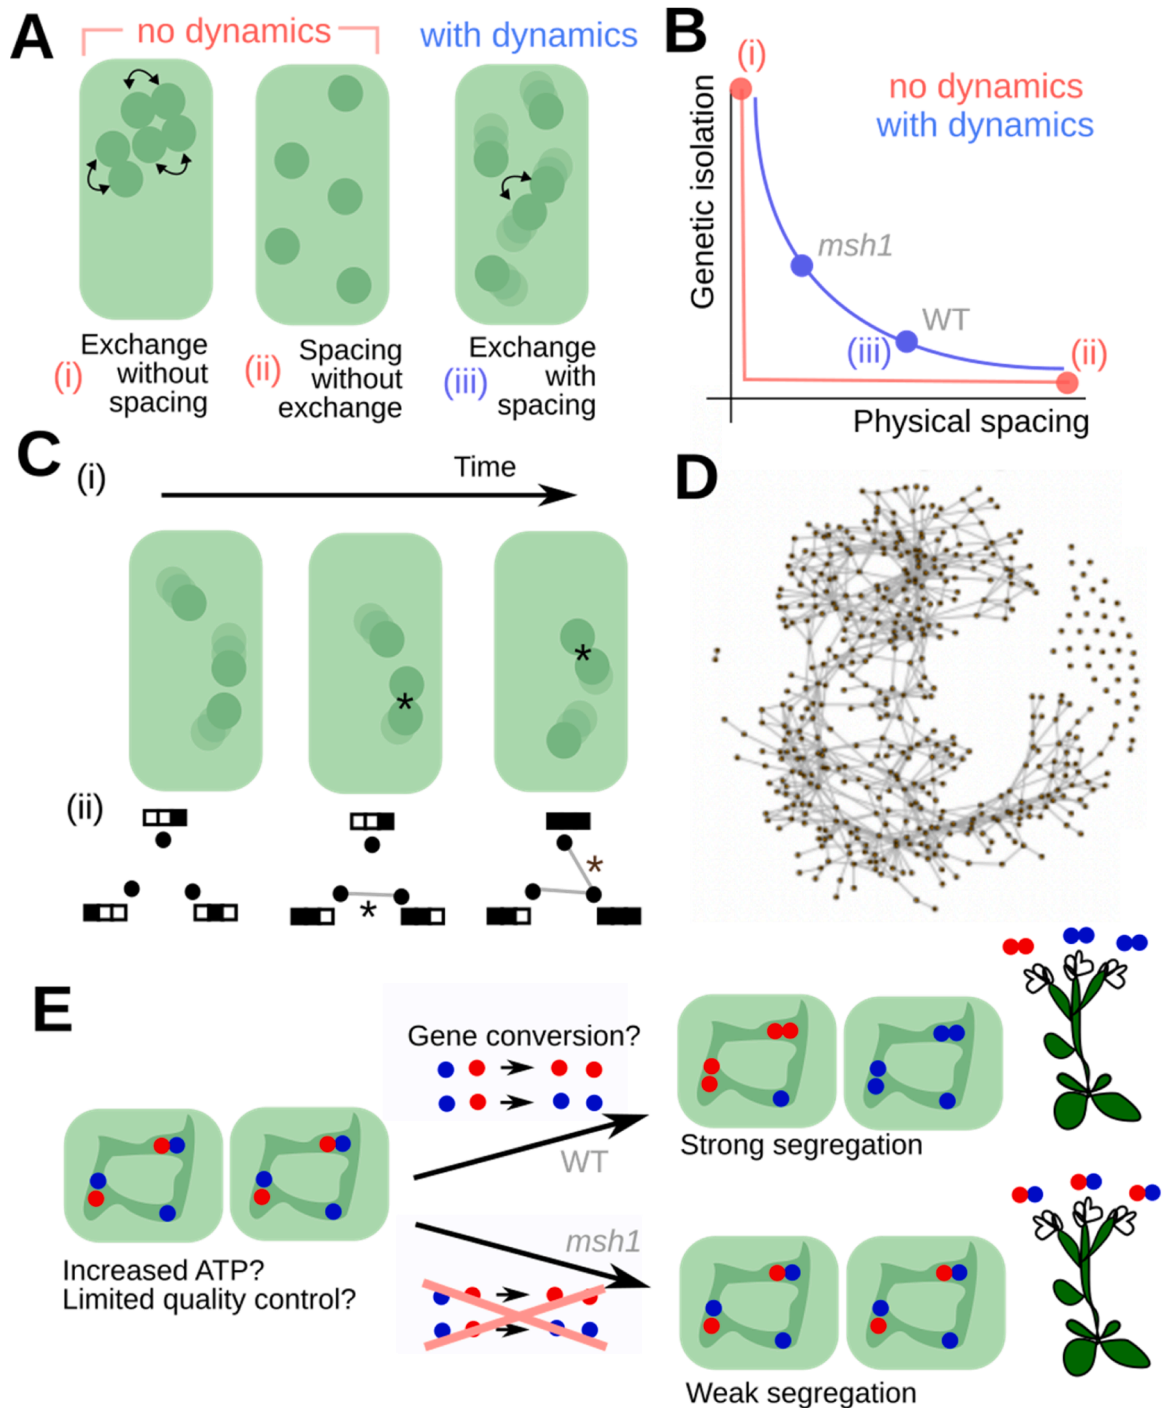 A
no dynamics
with dynamics
Exchange
without
spacing
(i)
Spacing
without
exchange
(ii)
Exchange
with
spacing
(iii)
B
(i)
no dynamics
with dynamics
Genetic isolation
msh1
WT
(iii)
(ii)
Physical spacing
C
(i)
Time
*
*
(ii)
*
*
D
E
Gene conversion?
WT
Strong segregation
Increased ATP?
Limited quality control?
msh1
Weak segregation